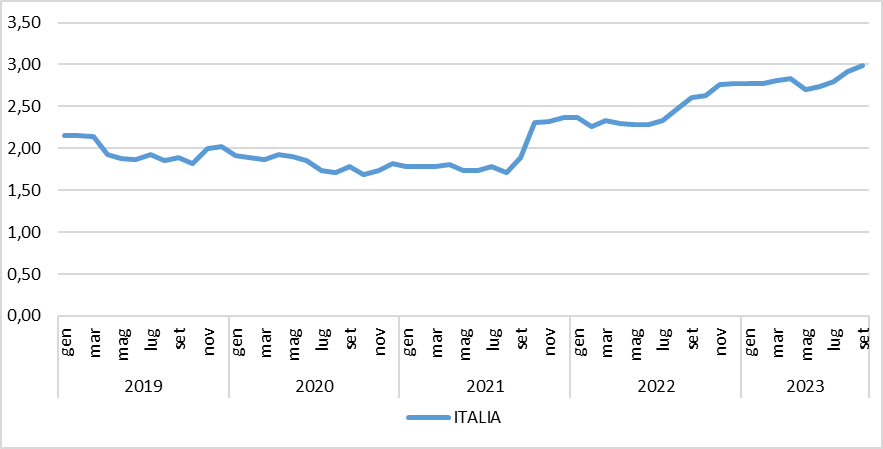 3,50
3,00
2,50
2,00
1,50
1,00
0,50
0,00
gen mar mag lug set nov gen mar mag lug set nov gen mar mag lug set nov gen mar mag lug set nov gen mar mag lug set
2019 2020 2021 2022 2023
ITALIA